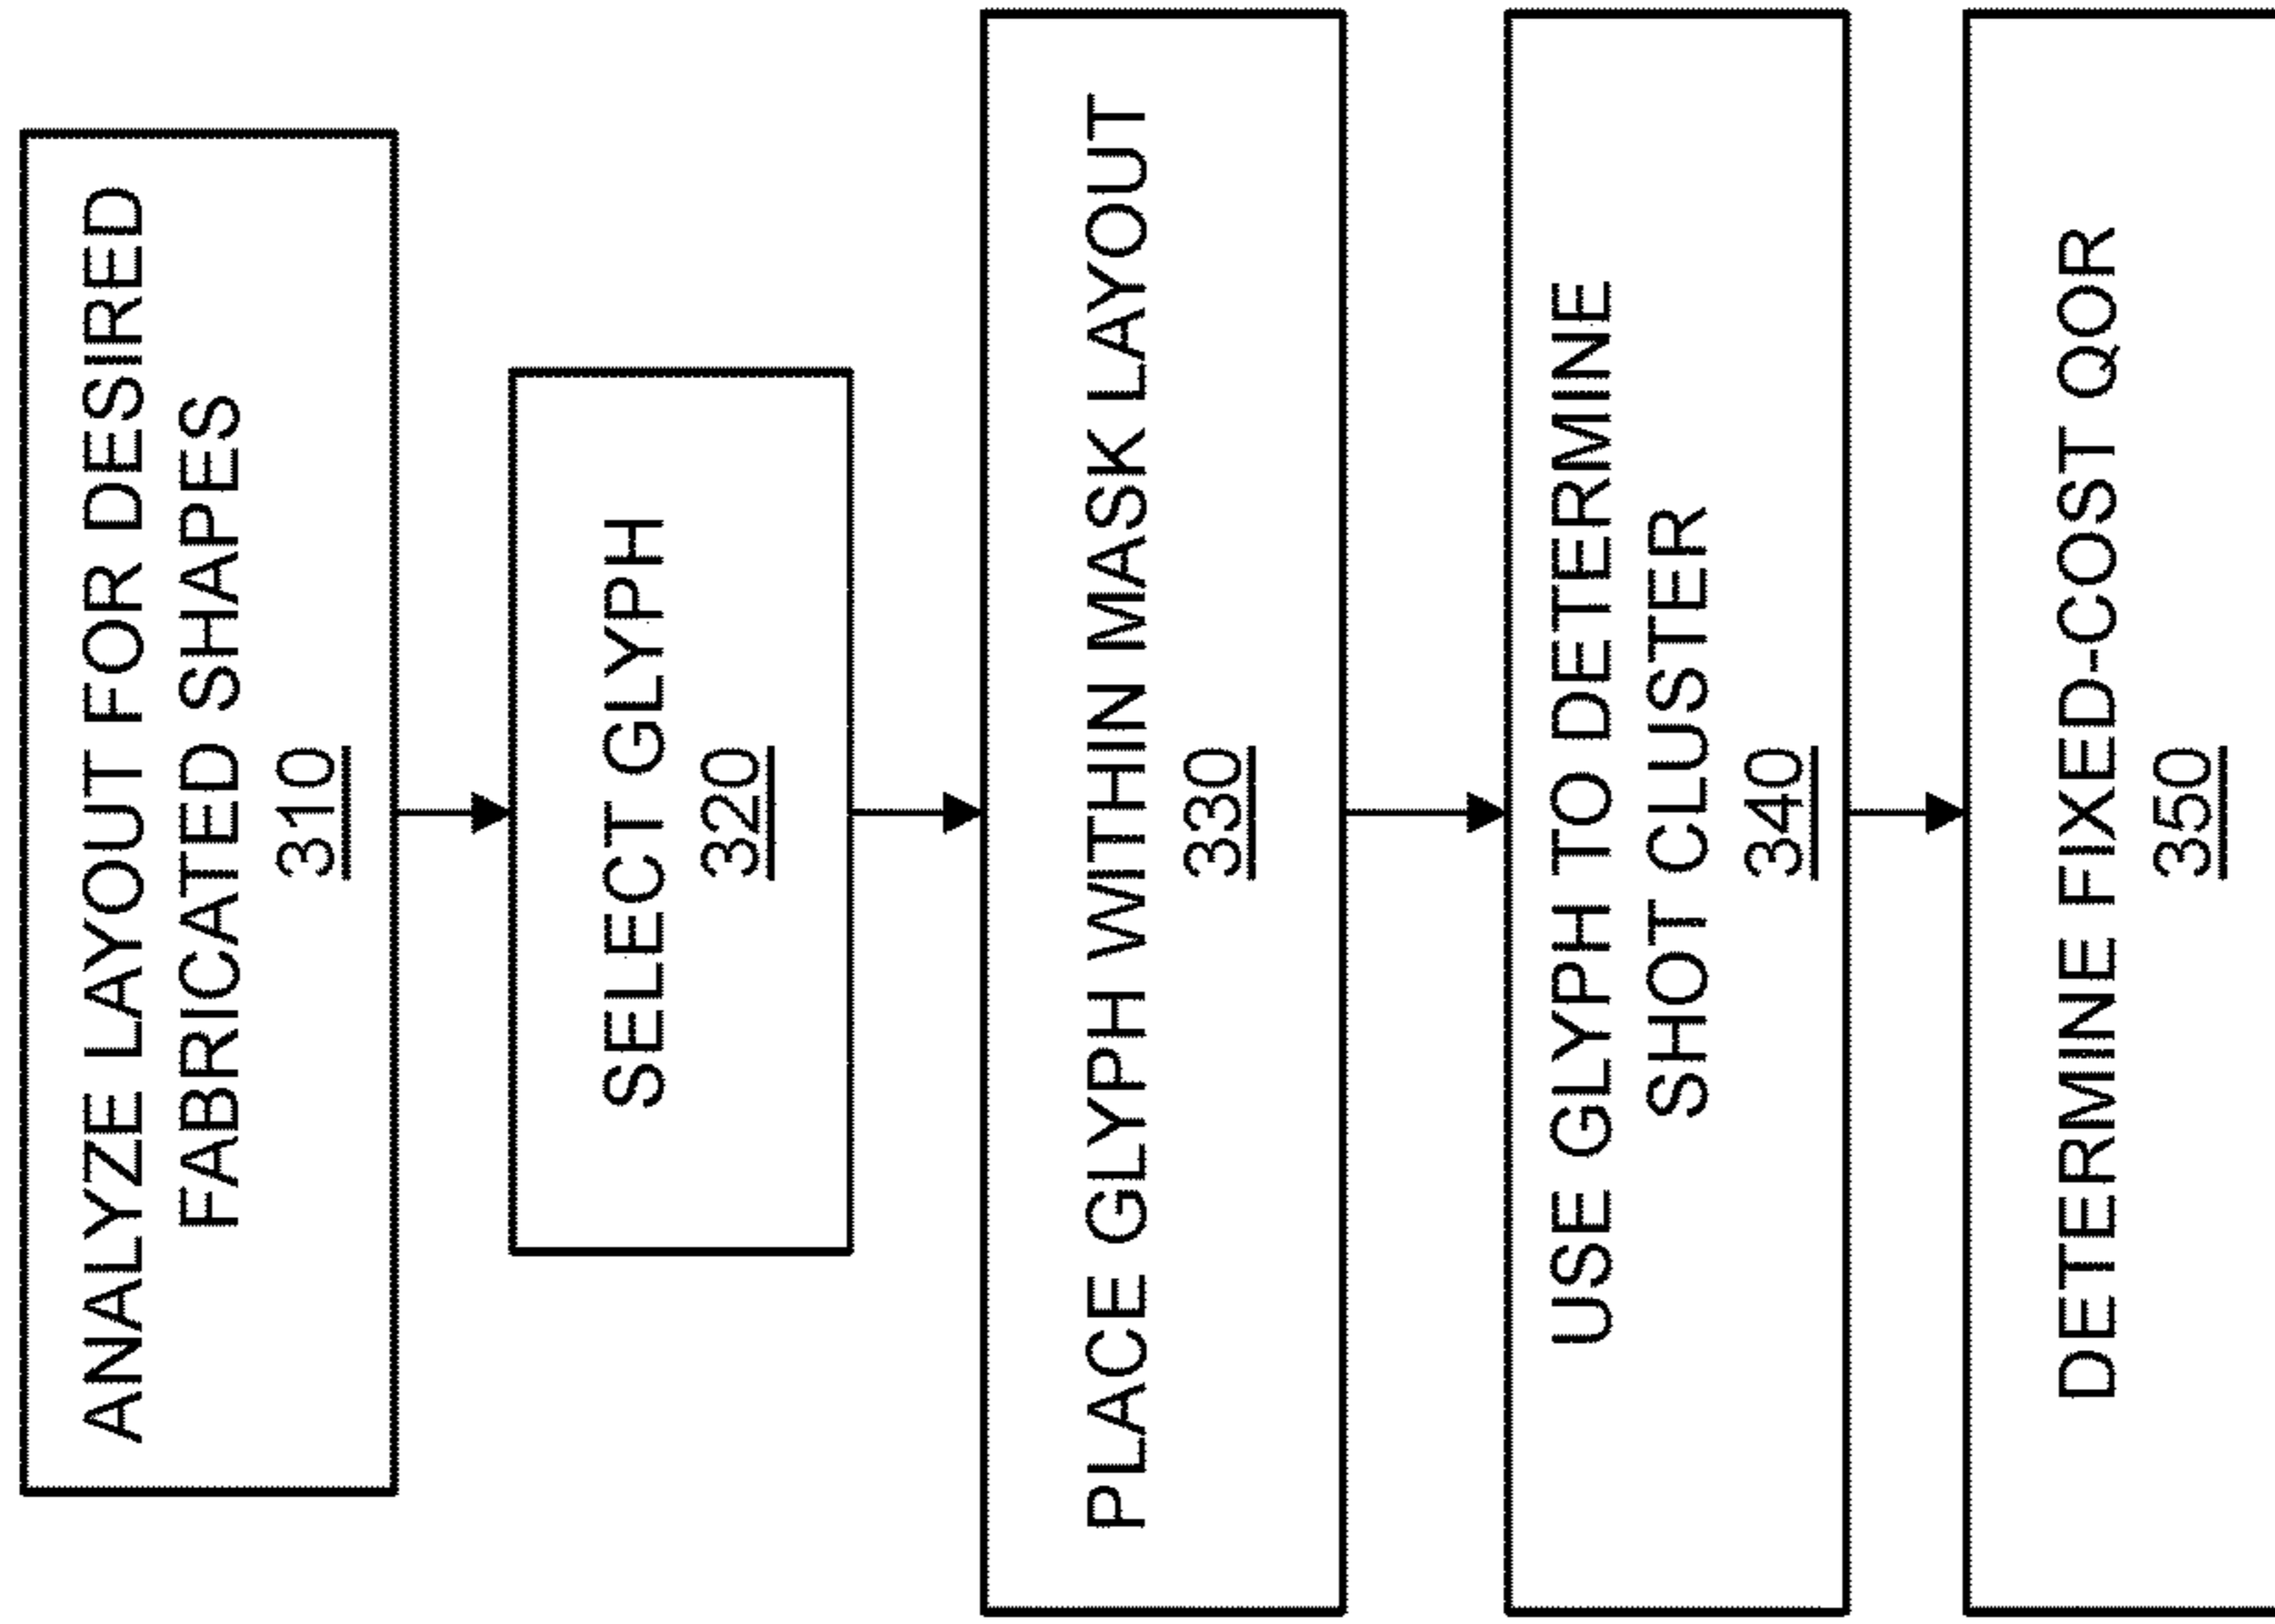 ANALYZE LAYOUT FOR DESIRED
FABRICATED SHAPES
310
SELECT GLYPH
320
PLACE GLYPH WITHIN MASK LAYOUT
330
USE GLYPH TO DETERMINE
SHOT CLUSTER
340
DETERMINE FIXED-COST QOR
350